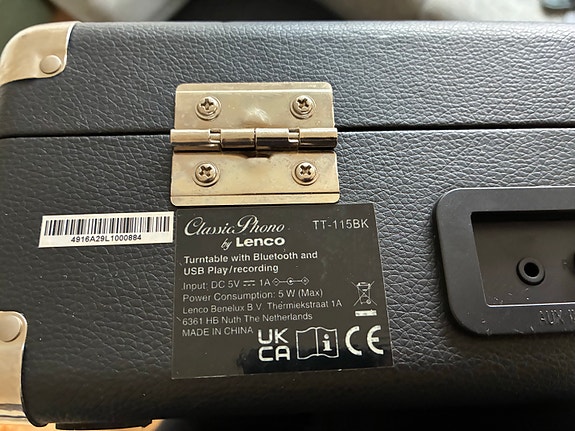 Classic Phono
by Lenco
TT-115BK
Turntable with Bluetooth and
USB Play/recording
Input: DC 5V ⎓ 1A
Power Consumption: 5 W (Max)
Lenco Benelux B.V. Thermiekstraat 1A
6361 HB Nuth The Netherlands
MADE IN CHINA
UK
CA
i
CE
4916A29L1000884
AUX